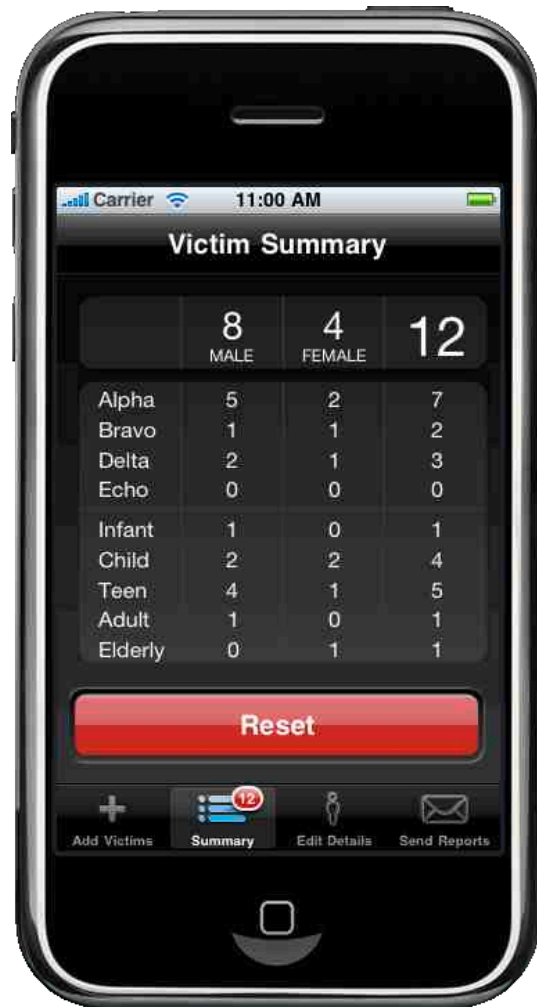 Carrier 11:00 AM
Victim Summary
8 4 12
MALE FEMALE
Alpha 5 2 7
Bravo 1 1 2
Delta 2 1 3
Echo 0 0 0
Infant 1 0 1
Child 2 2 4
Teen 4 1 5
Adult 1 0 1
Elderly 0 1 1
Reset
12
Add Victims Summary Edit Details Send Reports